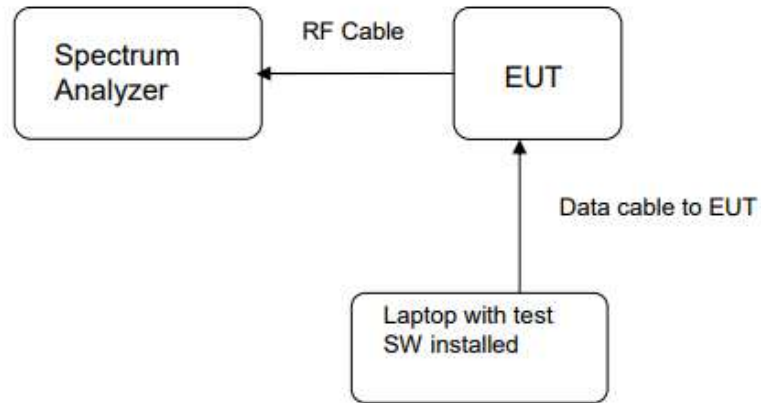 RF Cable
Spectrum
Analyzer
EUT
Data cable to EUT
Laptop with test
SW installed